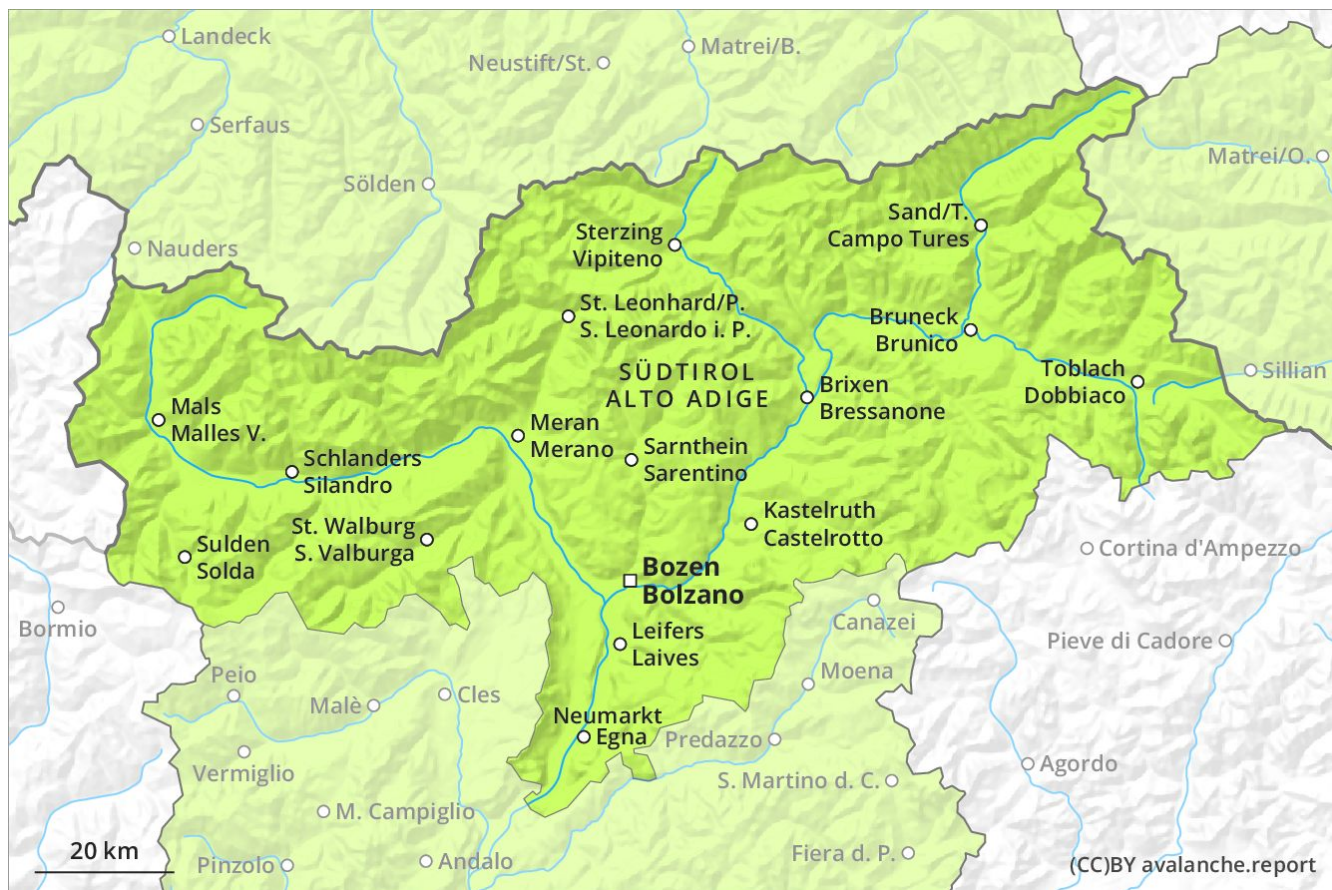 Landeck
Neustift/St.
Matrei/B.
Serfaus
Matrei/O.
Sölden
Sand/T.
Campo Tures
Sterzing
Vipiteno
Nauders
St. Leonhard/P.
S. Leonardo i. P.
Bruneck
Brunico
SÜDTIROL
ALTO ADIGE
Toblach
Dobbiaco
Sillian
Brixen
Bressanone
Mals
Malles V.
Meran
Merano
Sarnthein
Sarentino
Schlanders
Silandro
Kastelruth
Castelrotto
St. Walburg
S. Valburga
Sulden
Solda
Cortina d'Ampezzo
Bozen
Bolzano
Bormio
Canazei
Leifers
Laives
Pieve di Cadore
Peio
Moena
Malè
Cles
Neumarkt
Egna
Predazzo
Vermiglio
Agordo
S. Martino d. C.
M. Campiglio
20 km
Pinzolo
Andalo
Fiera d. P.
(CC)BY avalanche.report